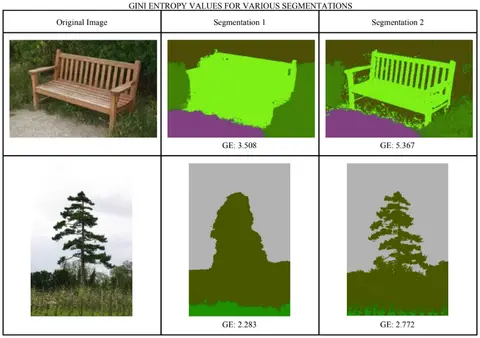 GINI ENTROPY VALUES FOR VARIOUS SEGMENTATIONS
Original Image
Segmentation 1
Segmentation 2
GE: 3.508
GE: 5.367
GE: 2.283
GE: 2.772